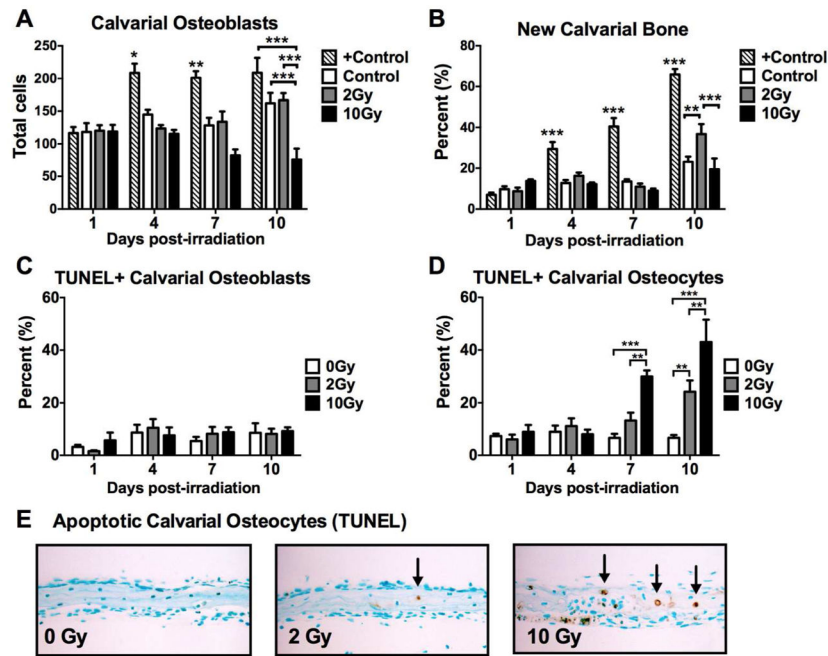 A Calvarial Osteoblasts
Total cells
250
200
150
100
50
0
* ** *** *** ***
1 4 7 10
Days post-irradiation
+Control
Control
2Gy
10Gy
B New Calvarial Bone
Percent (%)
80
60
40
20
0
*** *** *** ** ***
1 4 7 10
Days post-irradiation
+Control
Control
2Gy
10Gy
C TUNEL+ Calvarial Osteoblasts
Percent (%)
60
40
20
0
1 4 7 10
Days post-irradiation
0Gy
2Gy
10Gy
D TUNEL+ Calvarial Osteocytes
Percent (%)
60
40
20
0
*** ** *** ** **
1 4 7 10
Days post-irradiation
0Gy
2Gy
10Gy
E Apoptotic Calvarial Osteocytes (TUNEL)
0 Gy
2 Gy
10 Gy